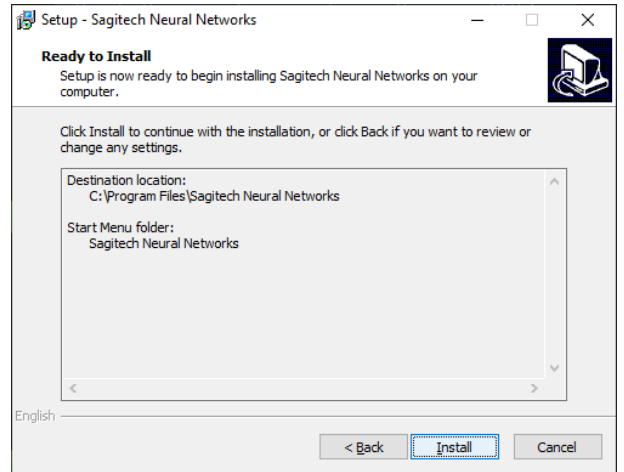 Setup - Sagitech Neural Networks
Ready to Install
Setup is now ready to begin installing Sagitech Neural Networks on your
computer.
Click Install to continue with the installation, or click Back if you want to review or
change any settings.
Destination location:
C:\Program Files\Sagitech Neural Networks
Start Menu folder:
Sagitech Neural Networks
English
< Back
Install
Cancel